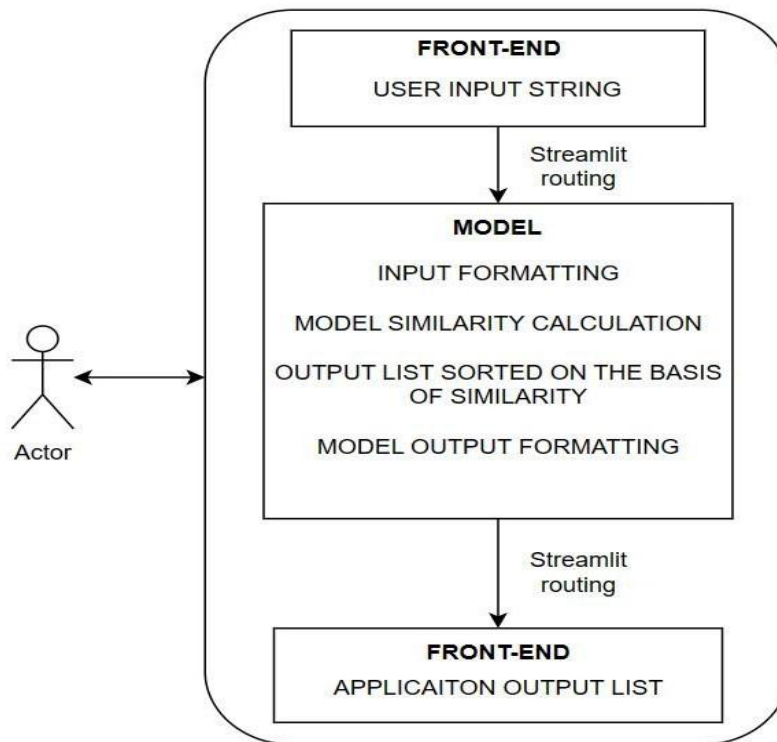 FRONT-END
USER INPUT STRING
Streamlit
routing
MODEL
INPUT FORMATTING
MODEL SIMILARITY CALCULATION
OUTPUT LIST SORTED ON THE BASIS
OF SIMILARITY
MODEL OUTPUT FORMATTING
Actor
Streamlit
routing
FRONT-END
APPLICAITON OUTPUT LIST